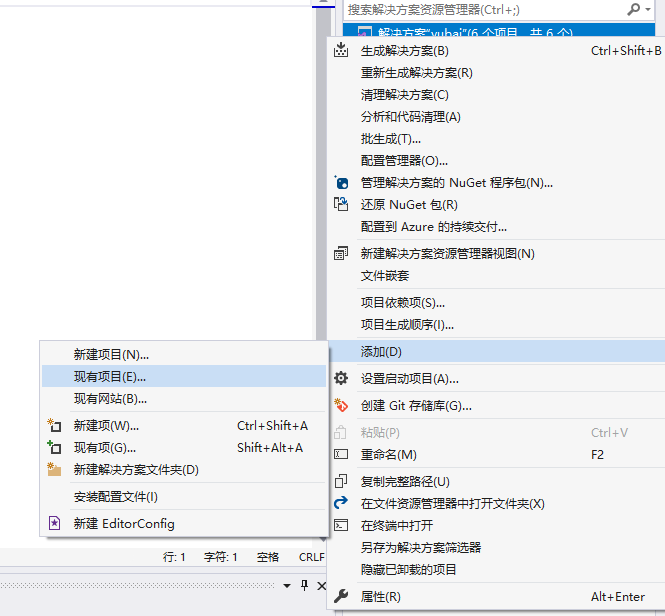 搜索解决方案资源管理器(Ctrl+;)
解决方案"yubai"(6 个项目, 共 6 个)
生成解决方案(B) Ctrl+Shift+B
重新生成解决方案(R)
清理解决方案(C)
分析和代码清理(A)
批生成(T)...
配置管理器(O)...
管理解决方案的 NuGet 程序包(N)...
还原 NuGet 包(R)
配置到 Azure 的持续交付...
新建解决方案资源管理器视图(N)
文件嵌套
项目依赖项(S)...
项目生成顺序(I)...
添加(D)
设置启动项目(A)...
创建 Git 存储库(G)...
粘贴(P) Ctrl+V
重命名(M) F2
复制完整路径(U)
在文件资源管理器中打开文件夹(X)
在终端中打开
另存为解决方案筛选器
隐藏已卸载的项目
属性(R) Alt+Enter
新建项目(N)...
现有项目(E)...
现有网站(B)...
新建项(W)... Ctrl+Shift+A
现有项(G)... Shift+Alt+A
新建解决方案文件夹(D)
安装配置文件(I)
新建 EditorConfig
行: 1 字符: 1 空格 CRLF